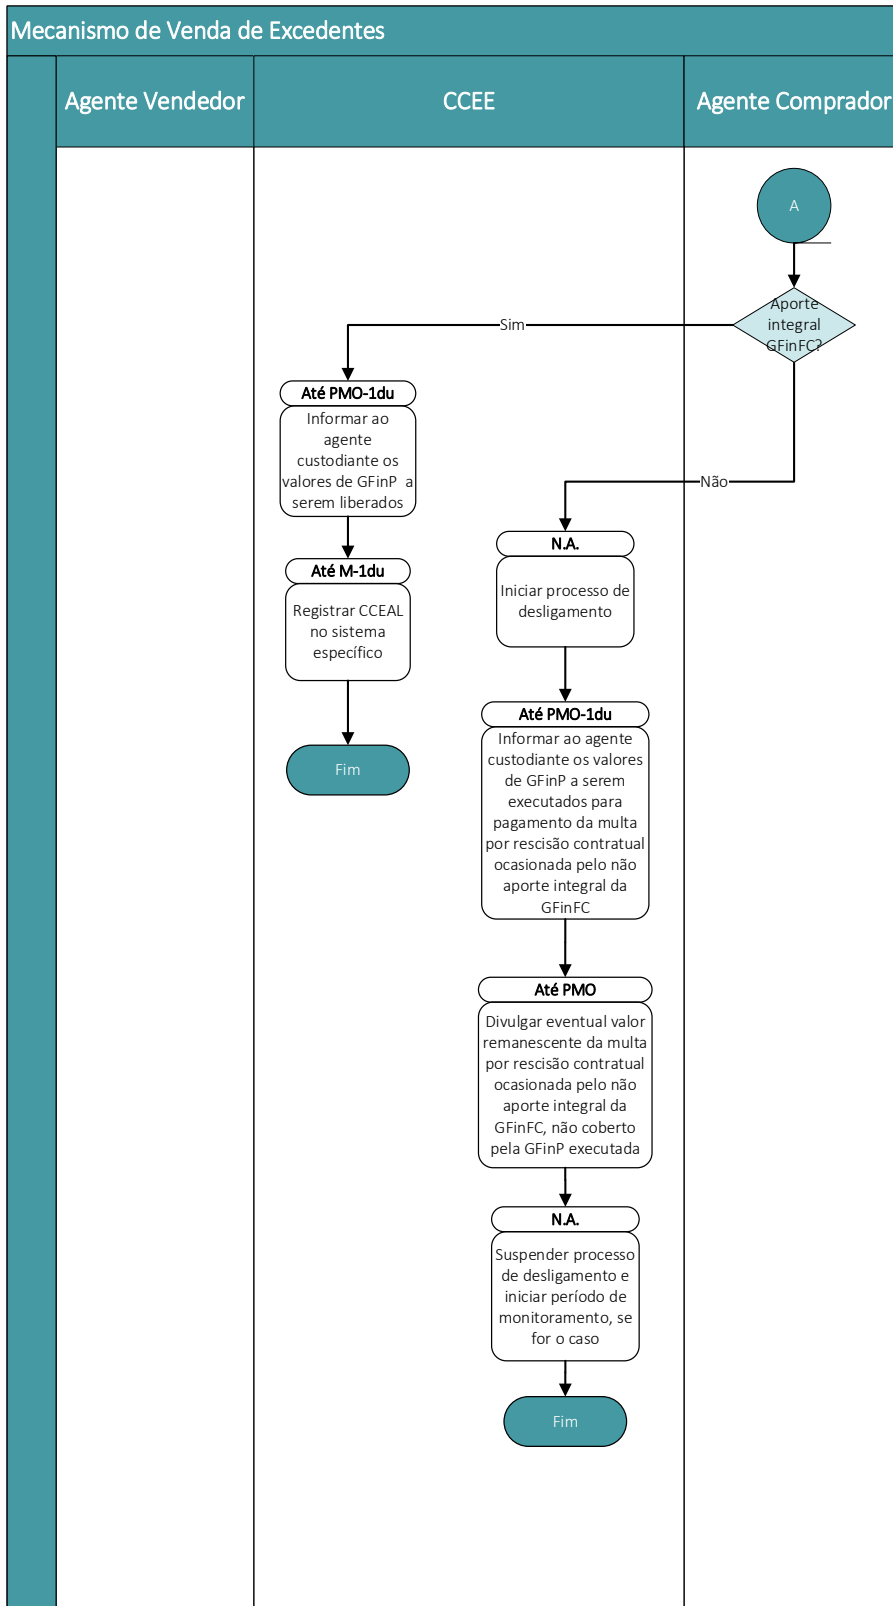 Mecanismo de Venda de Excedentes
Agente Vendedor
CCEE
Agente Comprador
A
Aporte
integral
GFinFC?
Sim
Até PMO-1du
Informar ao
agente
custodiante os
valores de GFinP a
serem liberados
Até M-1du
Registrar CCEAL
no sistema
específico
Fim
Não
N.A.
Iniciar processo de
desligamento
Até PMO-1du
Informar ao agente
custodiante os valores
de GFinP a serem
executados para
pagamento da multa
por rescisão contratual
ocasionada pelo não
aporte integral da
GFinFC
Até PMO
Divulgar eventual valor
remanescente da multa
por rescisão contratual
ocasionada pelo não
aporte integral da
GFinFC, não coberto
pela GFinP executada
N.A.
Suspender processo
de desligamento e
iniciar período de
monitoramento, se
for o caso
Fim